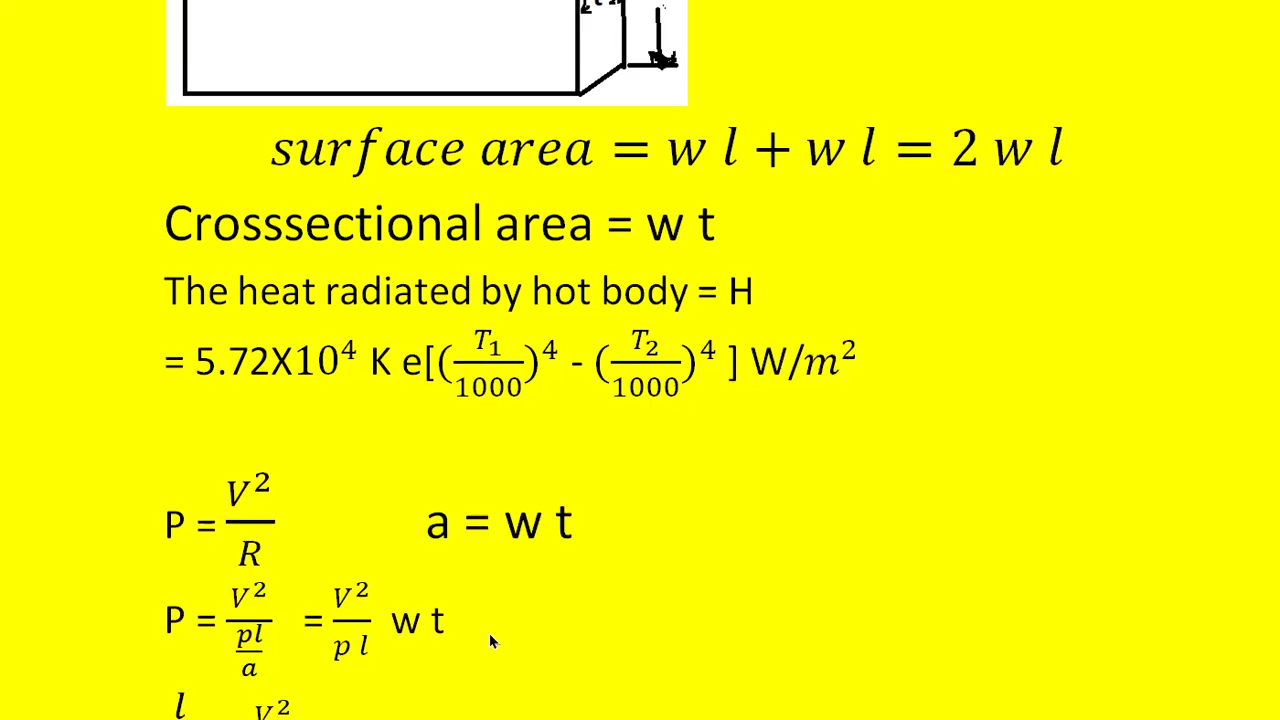 surface area = w l + w l = 2 w l
Crosssectional area = w t
The heat radiated by hot body = H
= 5.72X10⁴ K e[(T₁/1000)⁴ - (T₂/1000)⁴ ] W/m²
P = V²/R a = w t
P = V²/(pl/a) = V²/(p l) w t
l V²